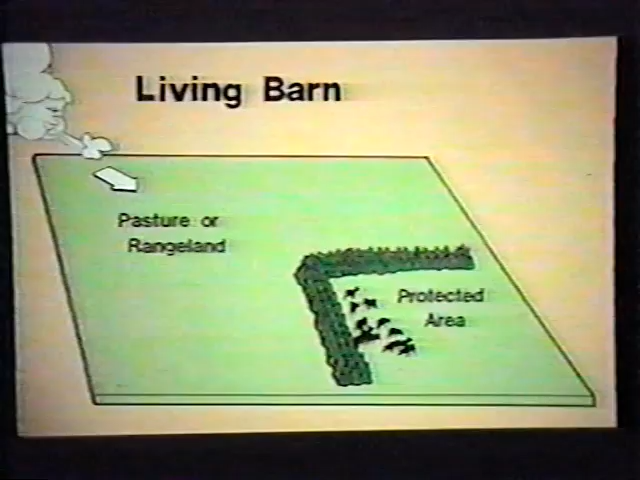 Living Barn
Pasture or
Rangeland
Protected
Area